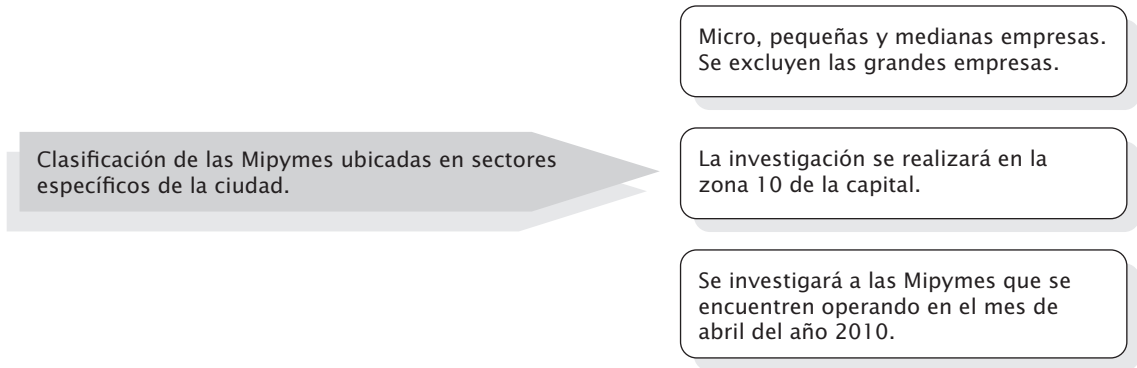 Micro, pequeñas y medianas empresas.
Se excluyen las grandes empresas.
Clasificación de las Mipymes ubicadas en sectores
específicos de la ciudad.
La investigación se realizará en la
zona 10 de la capital.
Se investigará a las Mipymes que se
encuentren operando en el mes de
abril del año 2010.